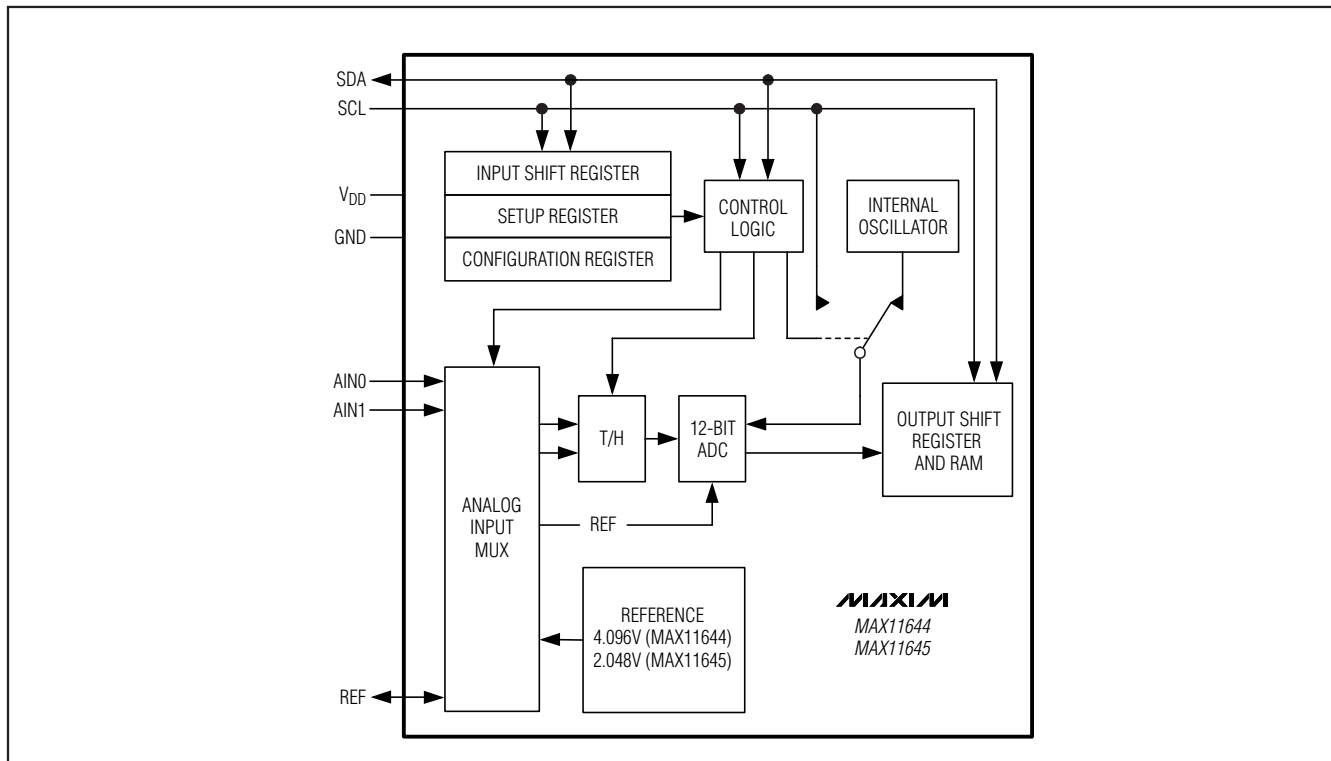 SDA
SCL
V_DD
GND
INPUT SHIFT REGISTER
SETUP REGISTER
CONFIGURATION REGISTER
CONTROL
LOGIC
INTERNAL
OSCILLATOR
AIN0
AIN1
ANALOG
INPUT
MUX
T/H
12-BIT
ADC
OUTPUT SHIFT
REGISTER
AND RAM
REF
REFERENCE
4.096V (MAX11644)
2.048V (MAX11645)
MAXIM
MAX11644
MAX11645
REF